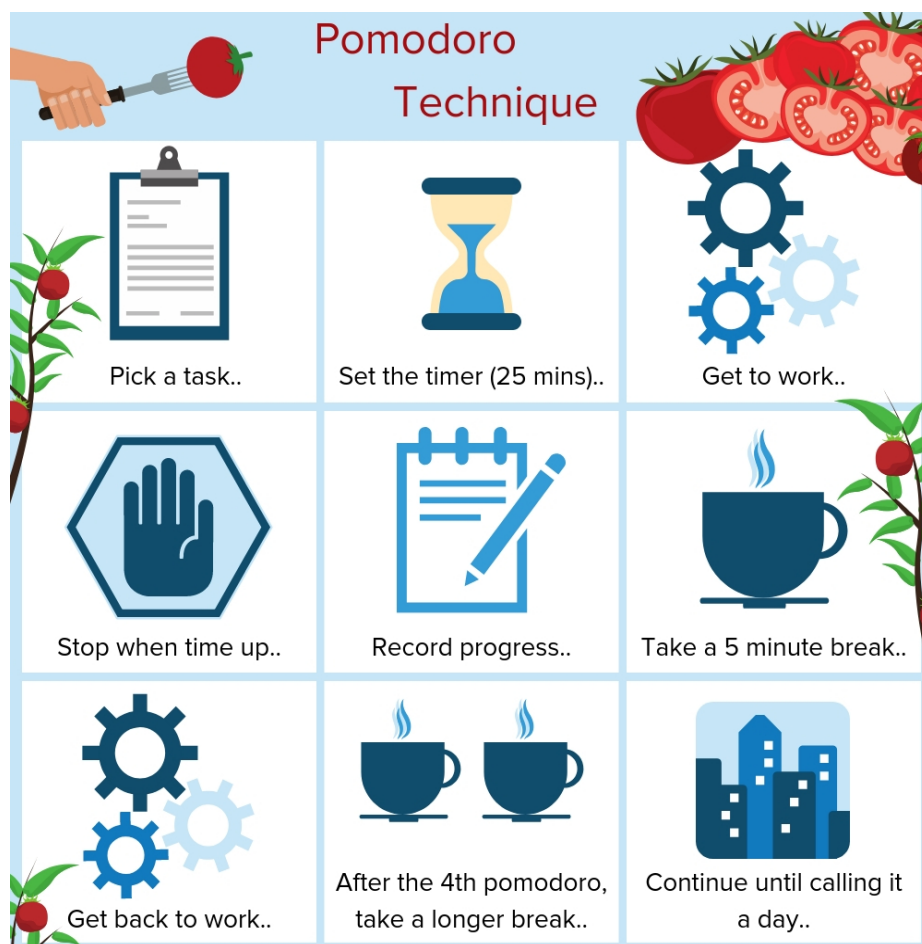 Pomodoro
Technique
Pick a task..
Set the timer (25 mins)..
Get to work..
Stop when time up..
Record progress..
Take a 5 minute break..
Get back to work..
After the 4th pomodoro,
take a longer break..
Continue until calling it
a day..